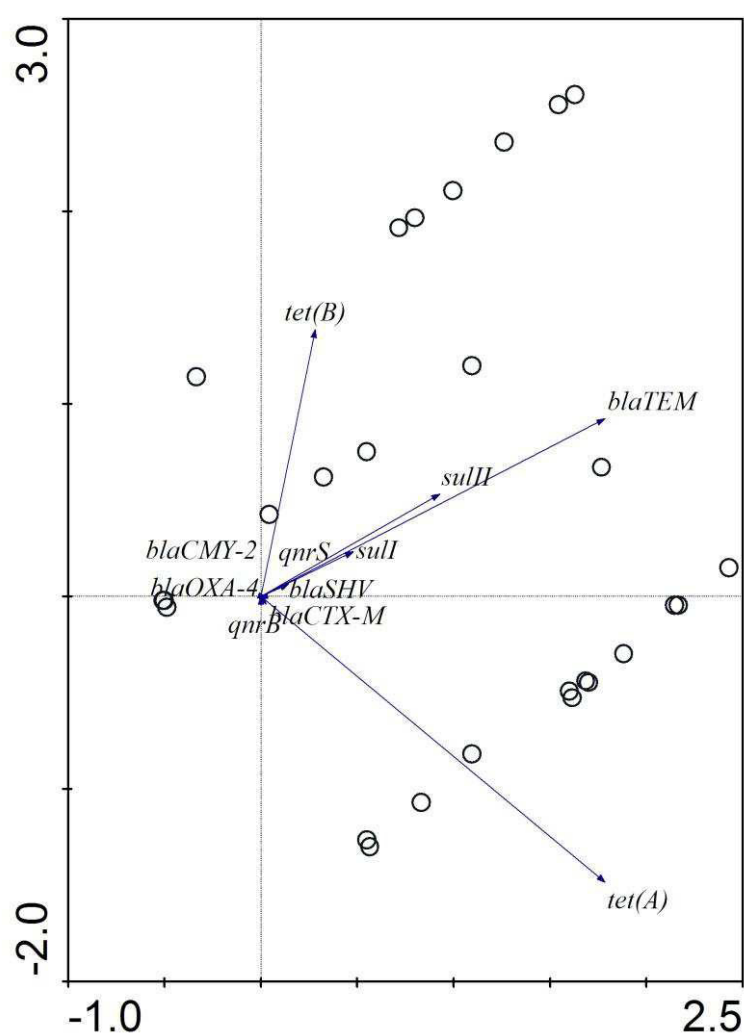 3.0
tet(B)
blaTEM
sulII
blaCMY-2 qnrS sulI
blaOXA-4 blaSHV
qnrB blaCTX-M
tet(A)
-2.0
-1.0 2.5